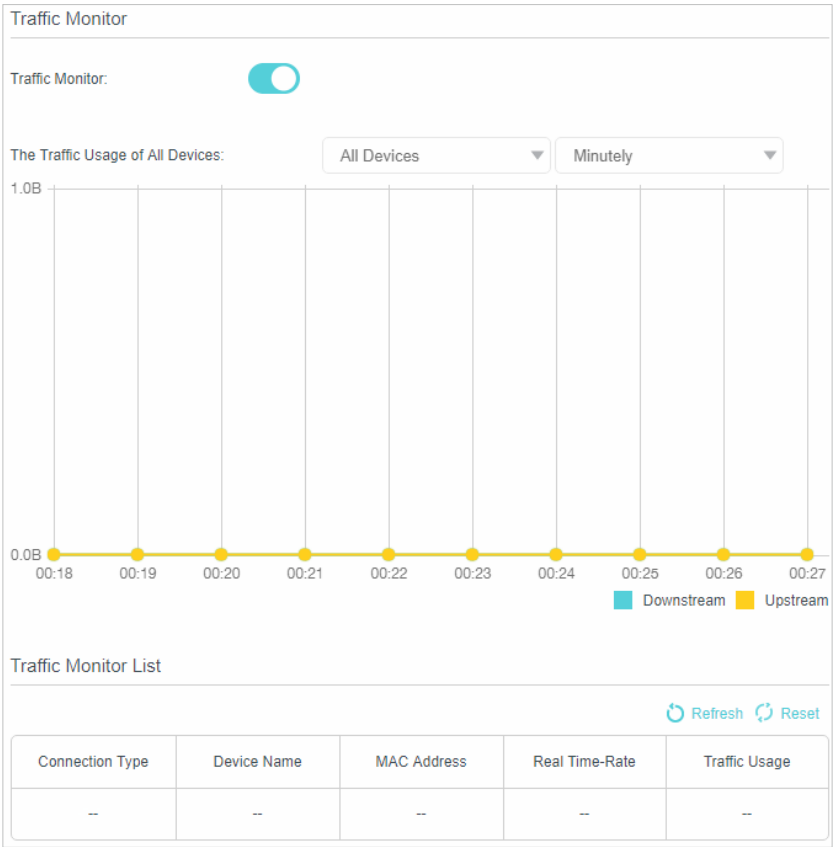 Traffic Monitor
Traffic Monitor:
The Traffic Usage of All Devices: All Devices Minutely
1.0B
0.0B
00:18 00:19 00:20 00:21 00:22 00:23 00:24 00:25 00:26 00:27
Downstream Upstream
Traffic Monitor List
Refresh Reset
Connection Type Device Name MAC Address Real Time-Rate Traffic Usage
-- -- -- -- --